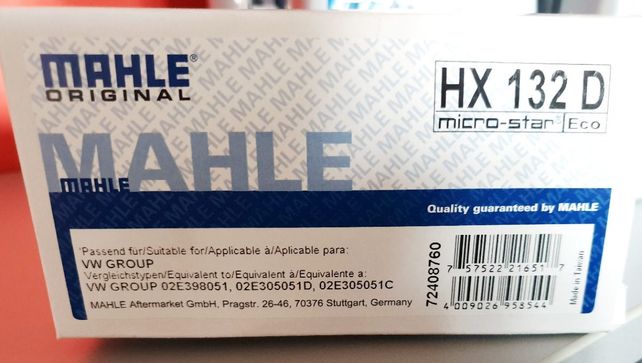 MAHLE®
ORIGINAL
HX 132 D
micro-star Eco
MAHLE
MAHLE
Quality guaranteed by MAHLE
Passend für/Suitable for/Applicable à/Aplicable para:
VW GROUP
Vergleichstypen/Equivalent to/Equivalent à/Equivalente a:
VW GROUP 02E398051, 02E305051D, 02E305051C
MAHLE Aftermarket GmbH, Pragstr. 26-46, 70376 Stuttgart, Germany
72408760
7 57522 21651 7
4 009026 958544
Made in Taiwan